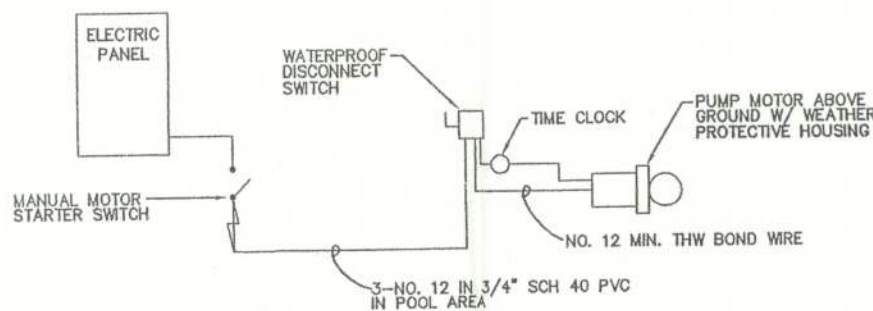 ELECTRIC
PANEL
WATERPROOF
DISCONNECT
SWITCH
TIME CLOCK
PUMP MOTOR ABOVE
GROUND W/ WEATHER
PROTECTIVE HOUSING
MANUAL MOTOR
STARTER SWITCH
NO. 12 MIN. THW BOND WIRE
3-NO. 12 IN 3/4" SCH 40 PVC
IN POOL AREA